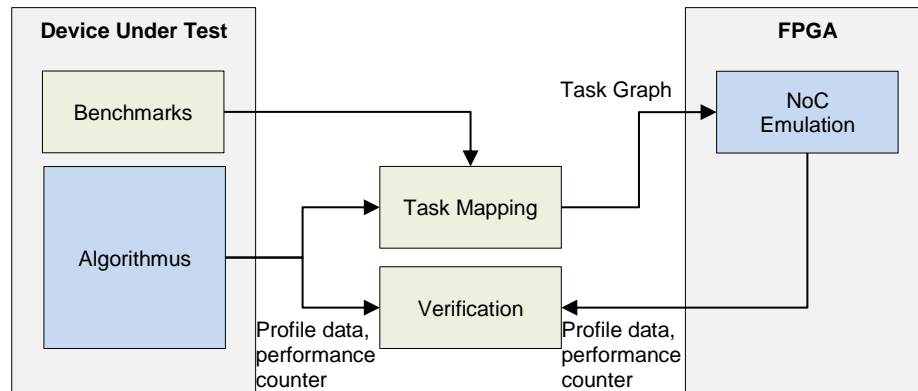 Device Under Test
FPGA
Benchmarks
Task Graph
NoC
Emulation
Task Mapping
Algorithmus
Verification
Profile data,
performance
counter
Profile data,
performance
counter